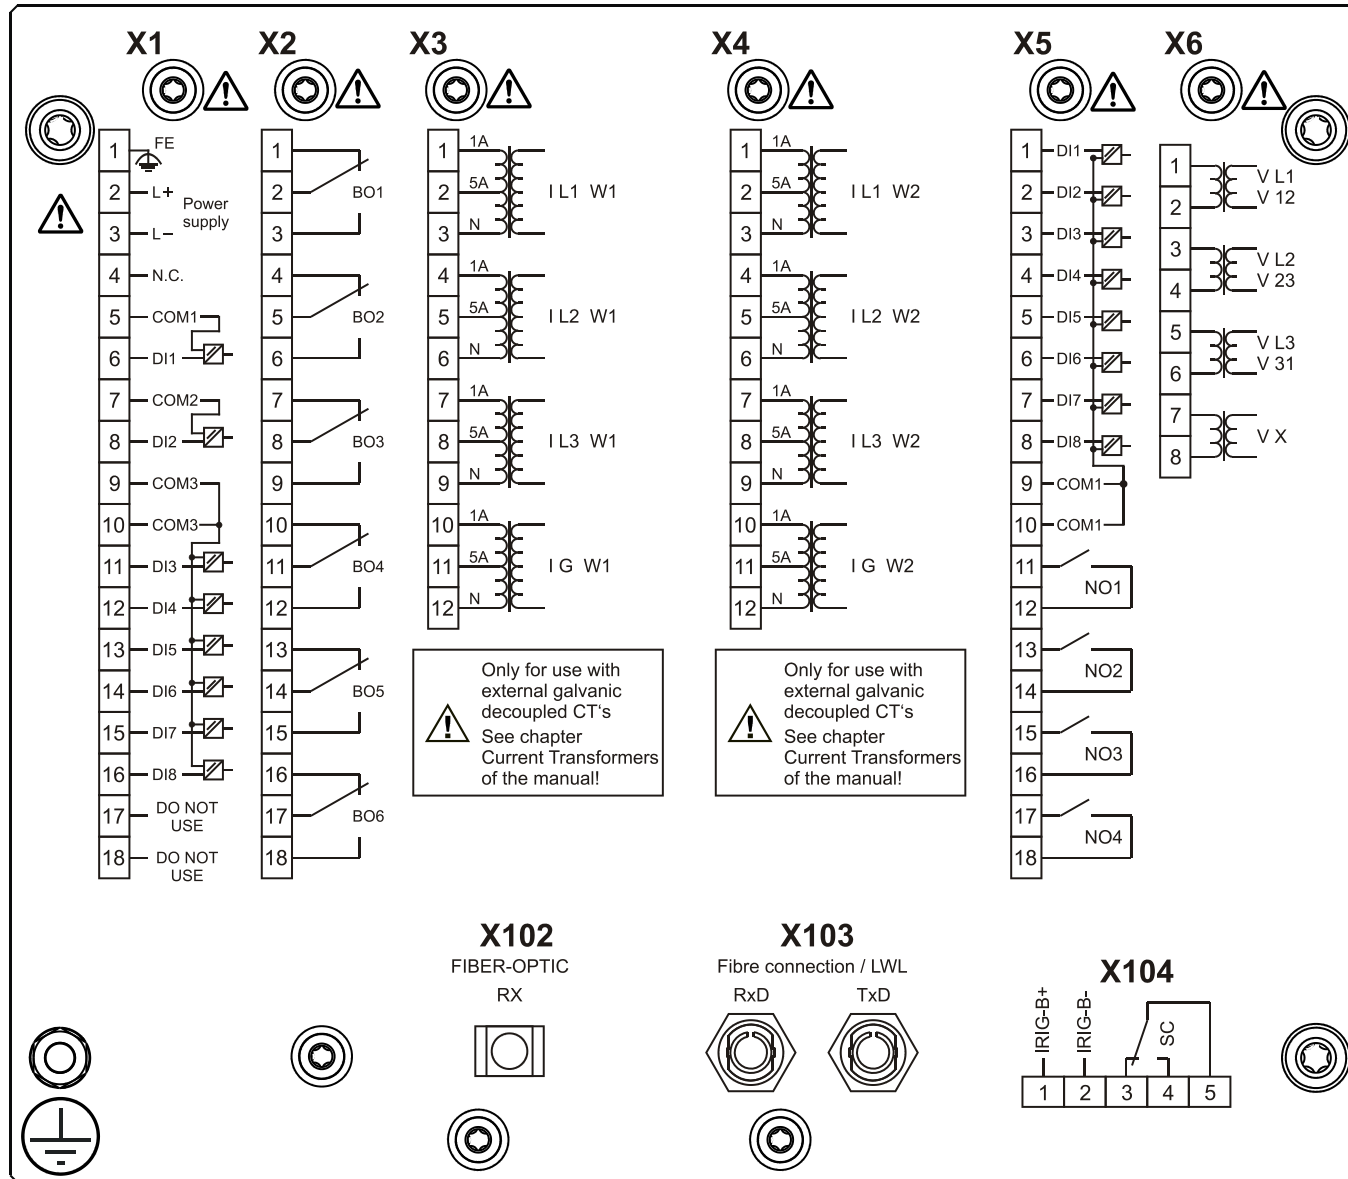 X1
1 FE
2 L+ Power supply
3 L–
4 N.C.
5 COM1
6 DI1
7 COM2
8 DI2
9 COM3
10 COM3
11 DI3
12 DI4
13 DI5
14 DI6
15 DI7
16 DI8
17 DO NOT
USE
18 DO NOT
USE
X2
1
2 BO1
3
4
5 BO2
6
7
8 BO3
9
10
11 BO4
12
13
14 BO5
15
16
17 BO6
18
X3
1 1A
2 5A I L1 W1
3 N
4 1A
5 5A I L2 W1
6 N
7 1A
8 5A I L3 W1
9 N
10 1A
11 5A I G W1
12 N
Only for use with
external galvanic
decoupled CT‘s
See chapter
Current Transformers
of the manual!
X4
1 1A
2 5A I L1 W2
3 N
4 1A
5 5A I L2 W2
6 N
7 1A
8 5A I L3 W2
9 N
10 1A
11 5A I G W2
12 N
Only for use with
external galvanic
decoupled CT‘s
See chapter
Current Transformers
of the manual!
X5
1 DI1
2 DI2
3 DI3
4 DI4
5 DI5
6 DI6
7 DI7
8 DI8
9 COM1
10 COM1
11
NO1
12
13
NO2
14
15
NO3
16
17
NO4
18
X6
1 V L1
2 V 12
3 V L2
4 V 23
5 V L3
6 V 31
7
V X
8
X102
FIBER-OPTIC
RX
X103
Fibre connection / LWL
RxD TxD
X104
IRIG-B+ IRIG-B- SC
1 2 3 4 5